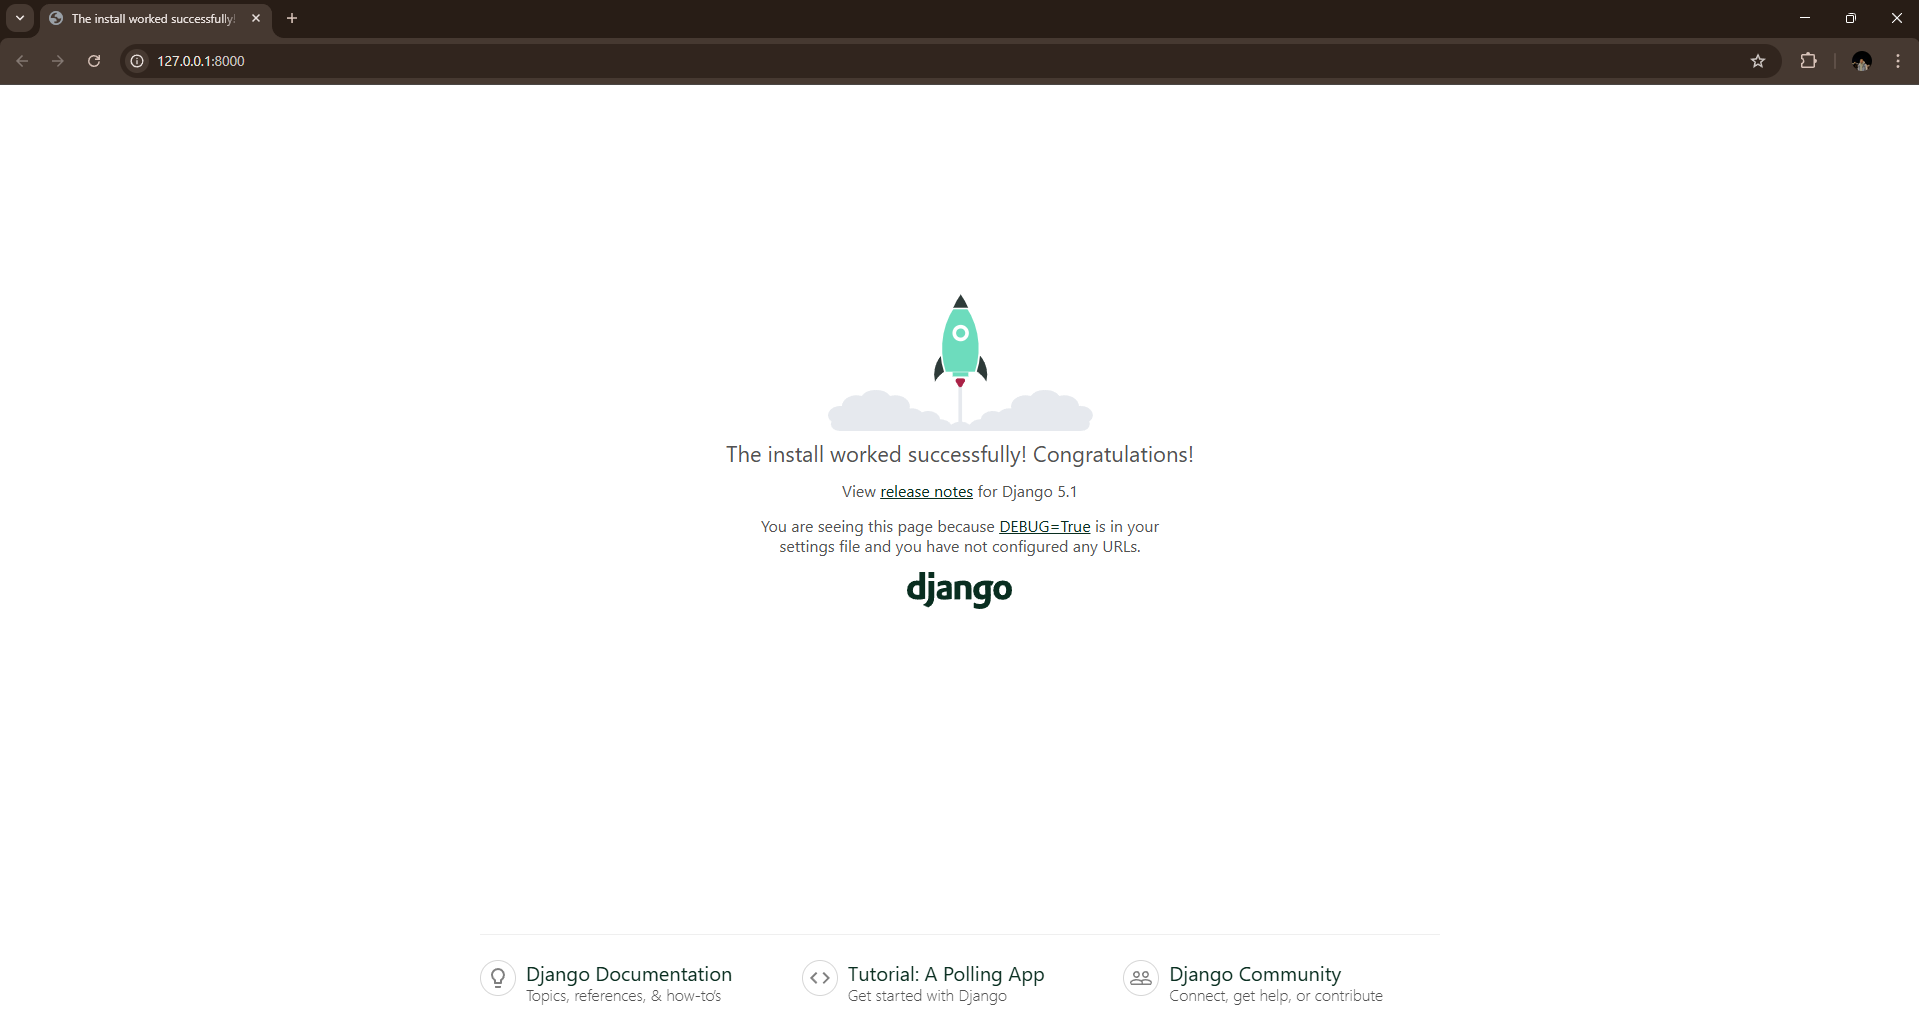 The install worked successfully!
127.0.0.1:8000
The install worked successfully! Congratulations!
View release notes for Django 5.1
You are seeing this page because DEBUG=True is in your
settings file and you have not configured any URLs.
django
Django Documentation
Topics, references, & how-to's
Tutorial: A Polling App
Get started with Django
Django Community
Connect, get help, or contribute